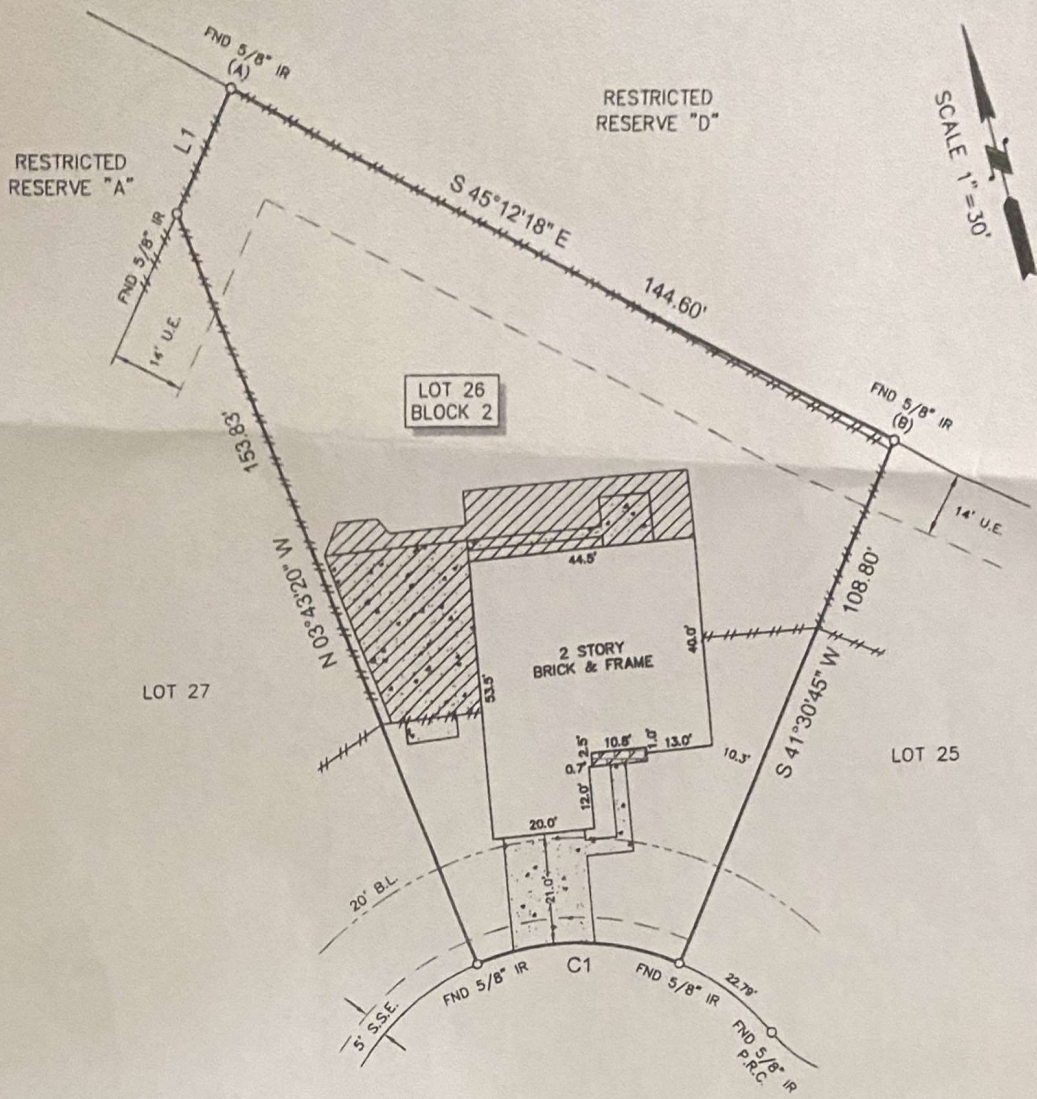 FND 5/8" IR
(A)
L1
RESTRICTED
RESERVE "A"
RESTRICTED
RESERVE "D"
SCALE 1"=30'
S 45°12'18" E
144.60'
FND 5/8" IR
14' U.E.
LOT 26
BLOCK 2
FND 5/8" IR
(B)
14' U.E.
153.83'
N 03°43'20" W
108.80'
S 41°30'45" W
44.5'
2 STORY
BRICK & FRAME
40.0'
53.5'
LOT 27
LOT 25
2.5'
10.8'
1.0'
13.0'
10.3'
0.7'
12.0'
20.0'
21.0'
20' B.L.
5' S.S.E.
FND 5/8" IR
C1
FND 5/8" IR
22.79'
FND 5/8" IR
P.R.C.